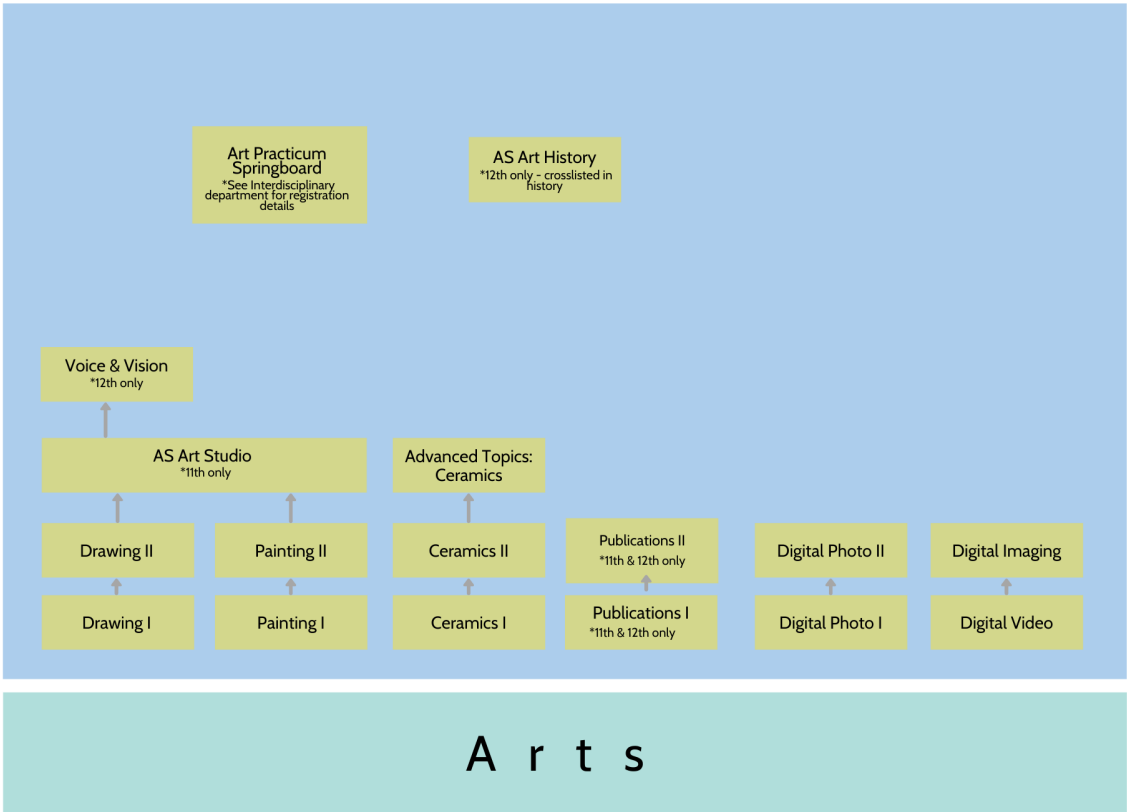 Art Practicum
Springboard
*See Interdisciplinary
department for registration
details
AS Art History
*12th only - crosslisted in
history
Voice & Vision
*12th only
AS Art Studio
*11th only
Advanced Topics:
Ceramics
Drawing II
Painting II
Ceramics II
Publications II
*11th & 12th only
Digital Photo II
Digital Imaging
Drawing I
Painting I
Ceramics I
Publications I
*11th & 12th only
Digital Photo I
Digital Video
Arts